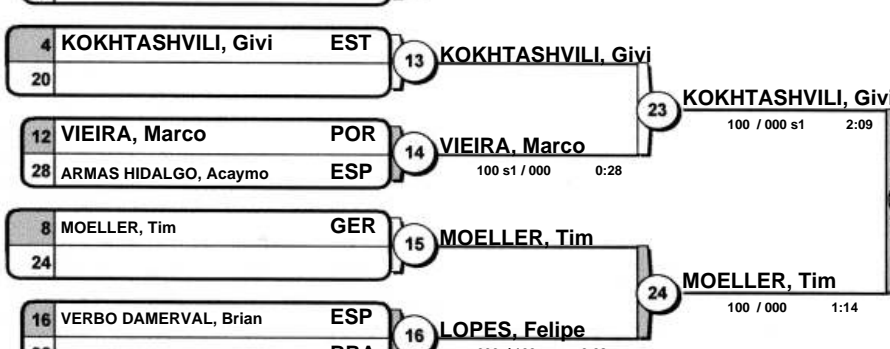 4 KOKHTASHVILI, Givi EST
20
13 KOKHTASHVILI, Givi
23 KOKHTASHVILI, Givi
100 / 000 s1 2:09
12 VIEIRA, Marco POR
28 ARMAS HIDALGO, Acaymo ESP
14 VIEIRA, Marco
100 s1 / 000 0:28
8 MOELLER, Tim GER
24
15 MOELLER, Tim
24 MOELLER, Tim
100 / 000 1:14
16 VERBO DAMERVAL, Brian ESP
16 LOPES, Felipe